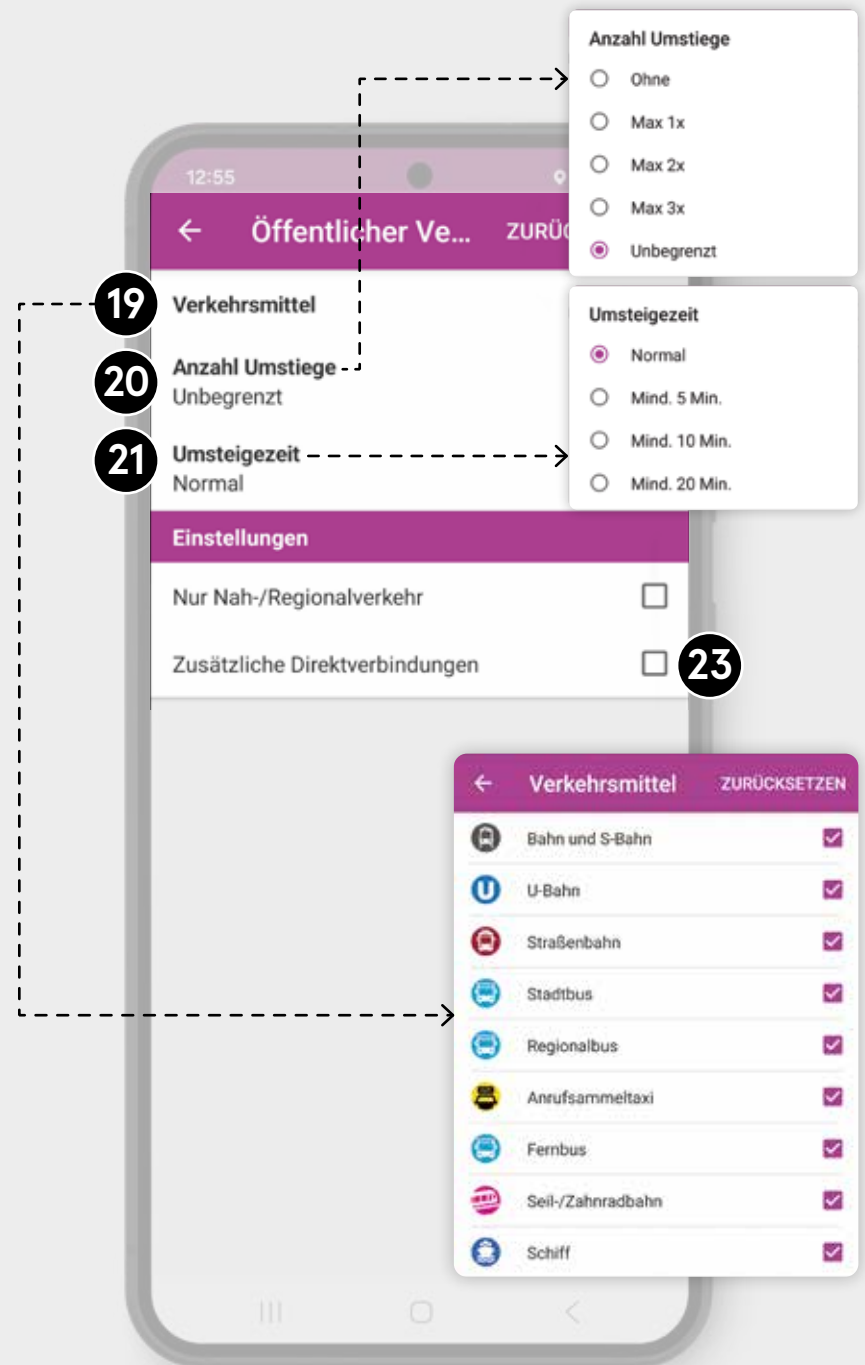 Anzahl Umstiege
Ohne
Max 1x
Max 2x
Max 3x
Unbegrenzt
12:55
← Öffentlicher Ve... ZURÜC
19 Verkehrsmittel
20 Anzahl Umstiege
Unbegrenzt
21 Umsteigezeit
Normal
Umsteigezeit
Normal
Mind. 5 Min.
Mind. 10 Min.
Mind. 20 Min.
Einstellungen
Nur Nah-/Regionalverkehr
Zusätzliche Direktverbindungen 23
← Verkehrsmittel ZURÜCKSETZEN
Bahn und S-Bahn
U U-Bahn
Straßenbahn
Stadtbus
Regionalbus
Anrufsammeltaxi
Fernbus
Seil-/Zahnradbahn
Schiff